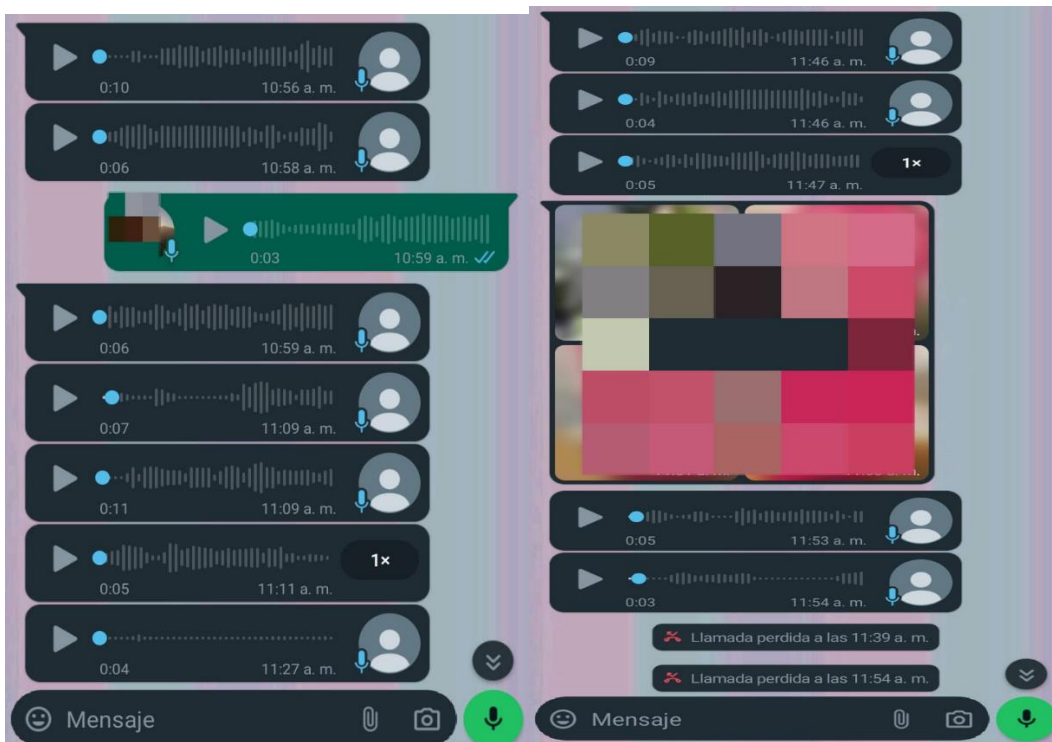 0:10 10:56 a. m.
0:06 10:58 a. m.
0:03 10:59 a. m.
0:06 10:59 a. m.
0:07 11:09 a. m.
0:11 11:09 a. m.
1×
0:05 11:11 a. m.
0:04 11:27 a. m.
Mensaje
0:09 11:46 a. m.
0:04 11:46 a. m.
1×
0:05 11:47 a. m.
0:05 11:53 a. m.
0:03 11:54 a. m.
Llamada perdida a las 11:39 a. m.
Llamada perdida a las 11:54 a. m.
Mensaje